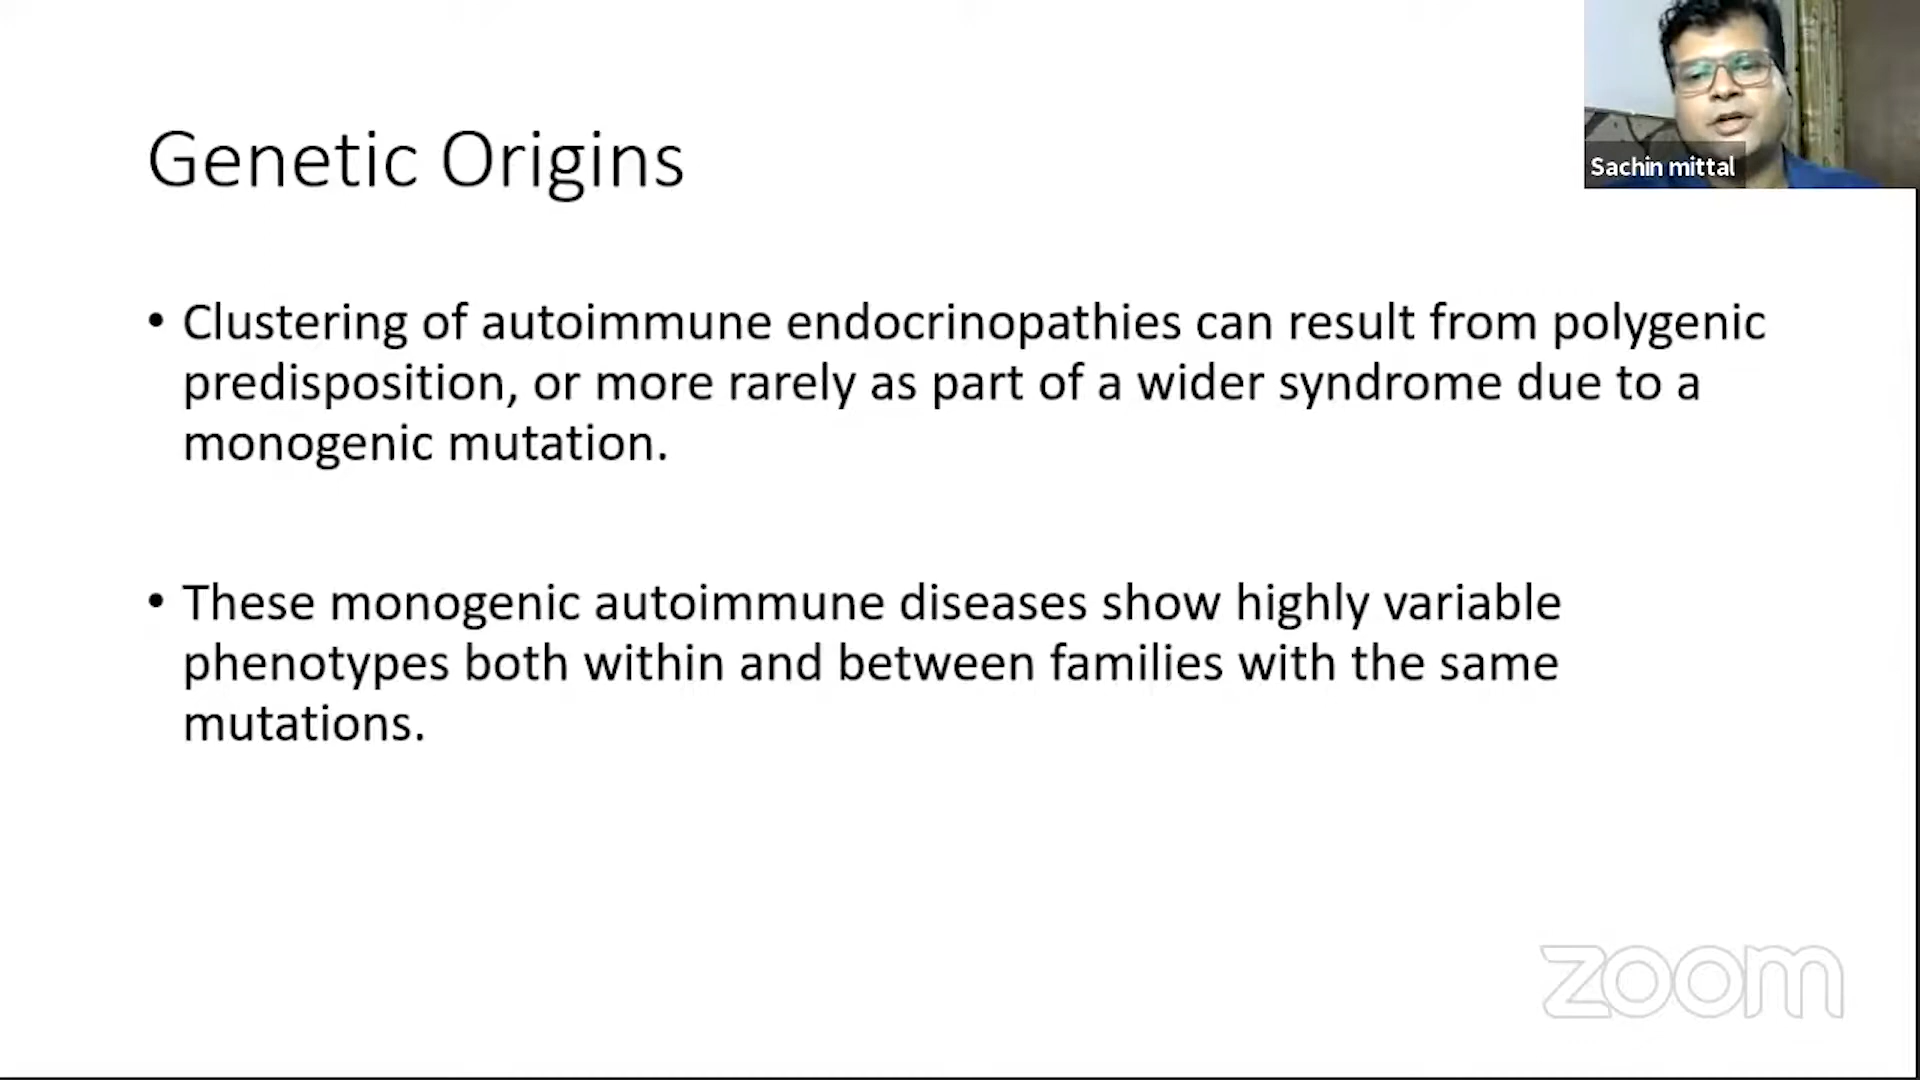 Genetic Origins
Sachin mittal
• Clustering of autoimmune endocrinopathies can result from polygenic
predisposition, or more rarely as part of a wider syndrome due to a
monogenic mutation.
• These monogenic autoimmune diseases show highly variable
phenotypes both within and between families with the same
mutations.
zoom